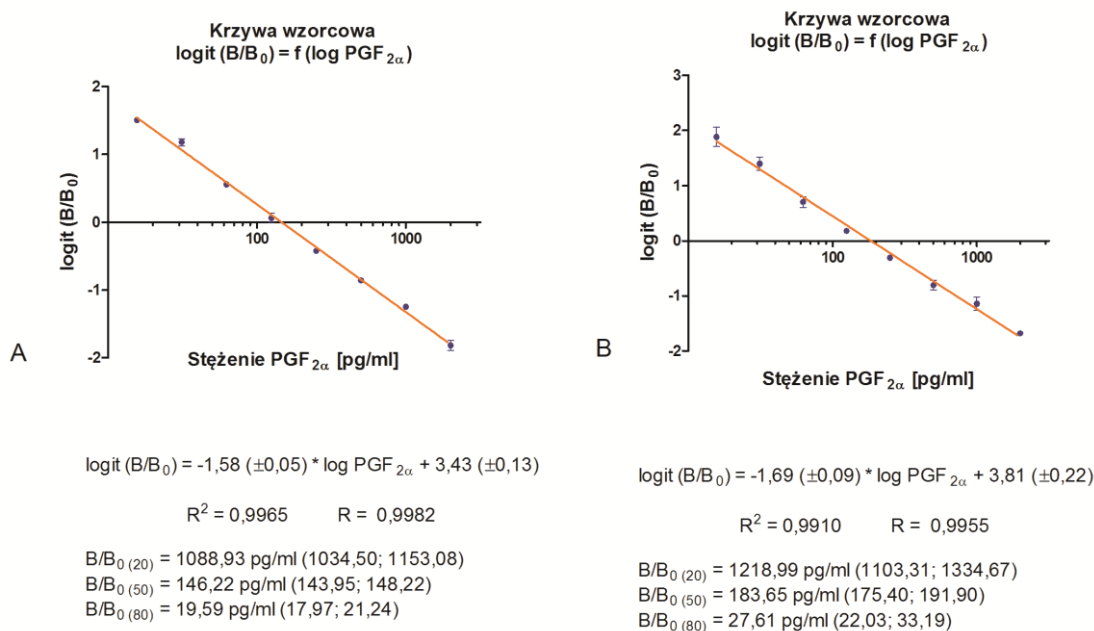 Krzywa wzorcowa
logit (B/B₀) = f (log PGF₂α)
2
1
0
-1
-2
100
1000
logit (B/B₀)
Stężenie PGF₂α [pg/ml]
A
logit (B/B₀) = -1,58 (±0,05) * log PGF₂α + 3,43 (±0,13)
R² = 0,9965 R = 0,9982
B/B₀ (20) = 1088,93 pg/ml (1034,50; 1153,08)
B/B₀ (50) = 146,22 pg/ml (143,95; 148,22)
B/B₀ (80) = 19,59 pg/ml (17,97; 21,24)
Krzywa wzorcowa
logit (B/B₀) = f (log PGF₂α)
3
2
1
0
-1
-2
100
1000
logit (B/B₀)
Stężenie PGF₂α [pg/ml]
B
logit (B/B₀) = -1,69 (±0,09) * log PGF₂α + 3,81 (±0,22)
R² = 0,9910 R = 0,9955
B/B₀ (20) = 1218,99 pg/ml (1103,31; 1334,67)
B/B₀ (50) = 183,65 pg/ml (175,40; 191,90)
B/B₀ (80) = 27,61 pg/ml (22,03; 33,19)